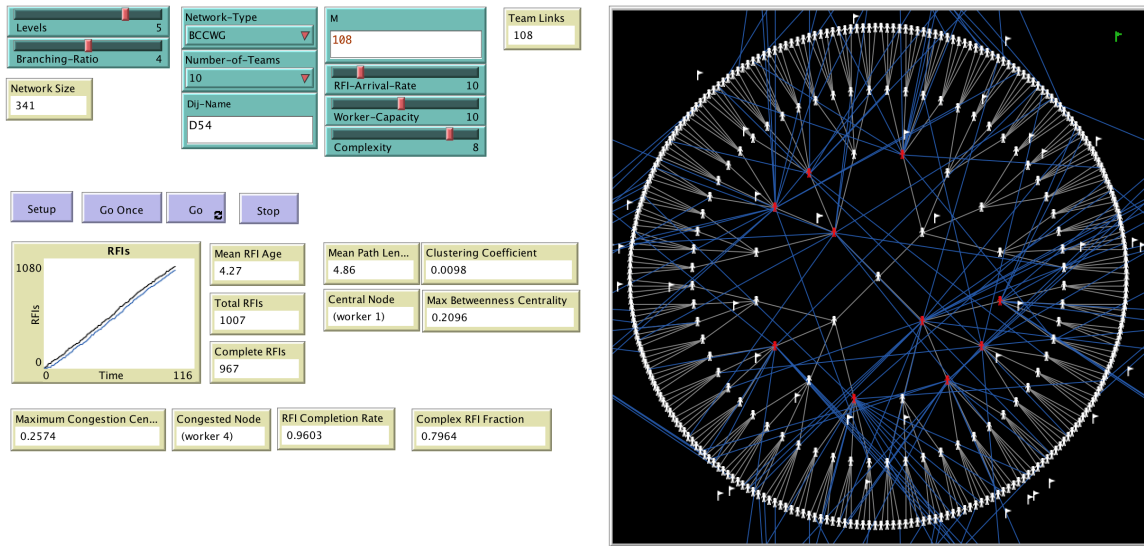 Levels 5
Branching-Ratio 4
Network Size
341
Network-Type
BCCWG
Number-of-Teams
10
Dij-Name
D54
M
108
RFI-Arrival-Rate 10
Worker-Capacity 10
Complexity 8
Team Links
108
Setup
Go Once
Go
Stop
RFIs
1080
RFIs
0
0
Time
116
Mean RFI Age
4.27
Total RFIs
1007
Complete RFIs
967
Mean Path Len...
4.86
Clustering Coefficient
0.0098
Central Node
(worker 1)
Max Betweenness Centrality
0.2096
Maximum Congestion Cen...
0.2574
Congested Node
(worker 4)
RFI Completion Rate
0.9603
Complex RFI Fraction
0.7964